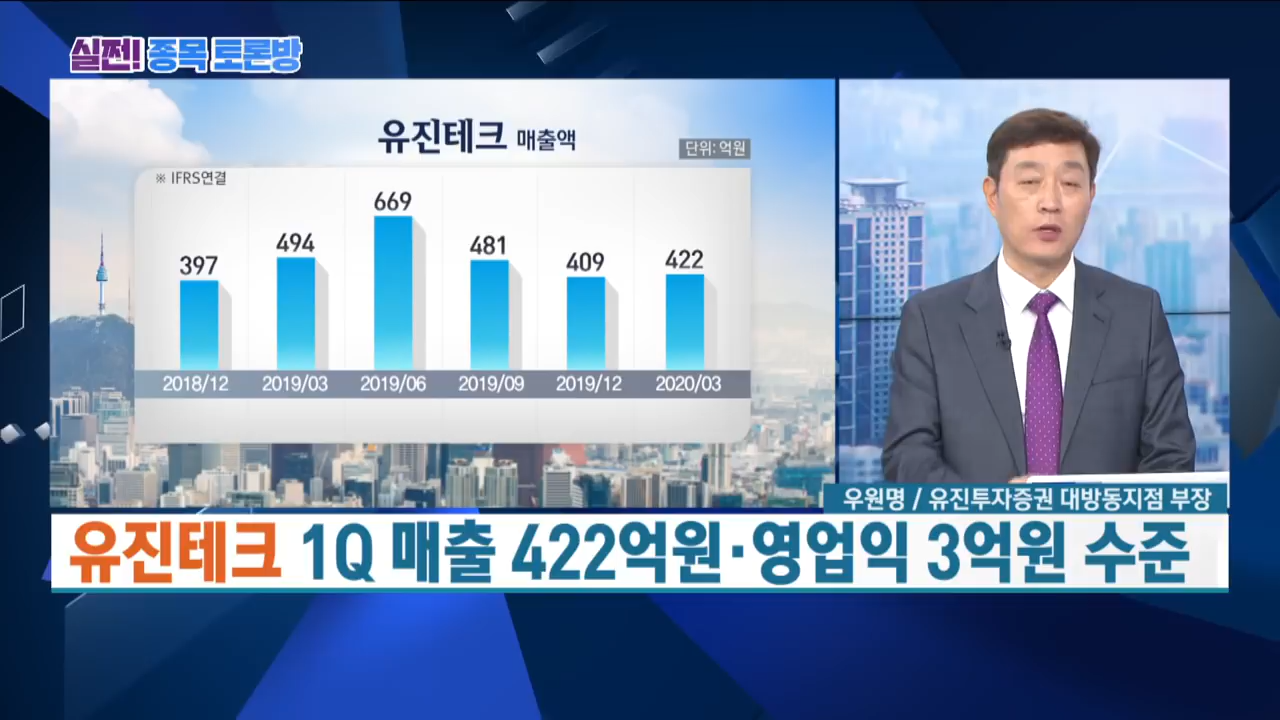 실쩐! 종목 토론방
유진테크 매출액
단위: 억원
※ IFRS연결
397 494 669 481 409 422
2018/12 2019/03 2019/06 2019/09 2019/12 2020/03
우원명 / 유진투자증권 대방동지점 부장
유진테크 1Q 매출 422억원·영업익 3억원 수준